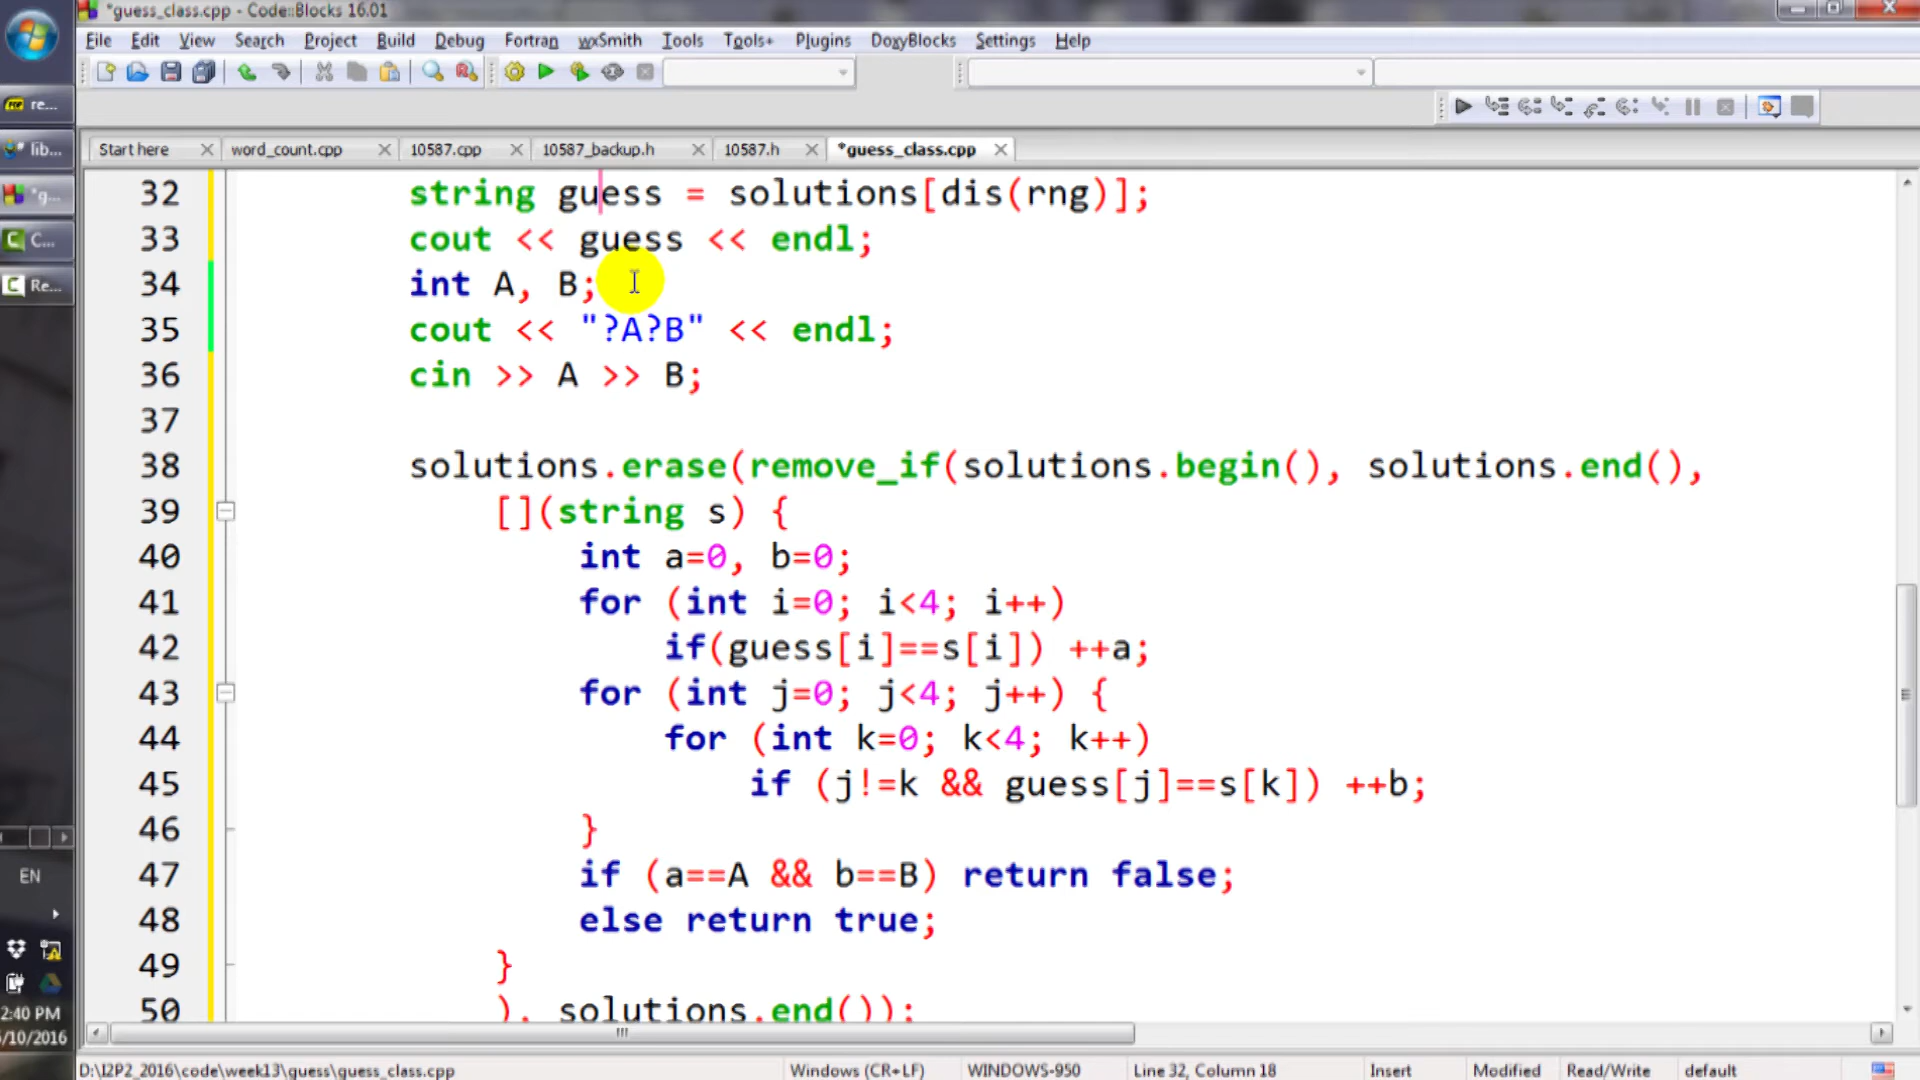 *guess_class.cpp - Code::Blocks 16.01
File Edit View Search Project Build Debug Fortran wxSmith Tools Tools+ Plugins DoxyBlocks Settings Help
re...
lib...
*g...
C...
Re...
Start here word_count.cpp 10587.cpp 10587_backup.h 10587.h *guess_class.cpp
32 string guess = solutions[dis(rng)];
33 cout << guess << endl;
34 int A, B;
35 cout << "?A?B" << endl;
36 cin >> A >> B;
37
38 solutions.erase(remove_if(solutions.begin(), solutions.end(),
39 [](string s) {
40 int a=0, b=0;
41 for (int i=0; i<4; i++)
42 if(guess[i]==s[i]) ++a;
43 for (int j=0; j<4; j++) {
44 for (int k=0; k<4; k++)
45 if (j!=k && guess[j]==s[k]) ++b;
46 }
47 if (a==A && b==B) return false;
48 else return true;
49 }
50 ), solutions.end());
EN
2:40 PM
/10/2016
D:\I2P2_2016\code\week13\guess\guess_class.cpp Windows (CR+LF) WINDOWS-950 Line 32, Column 18 Insert Modified Read/Write default